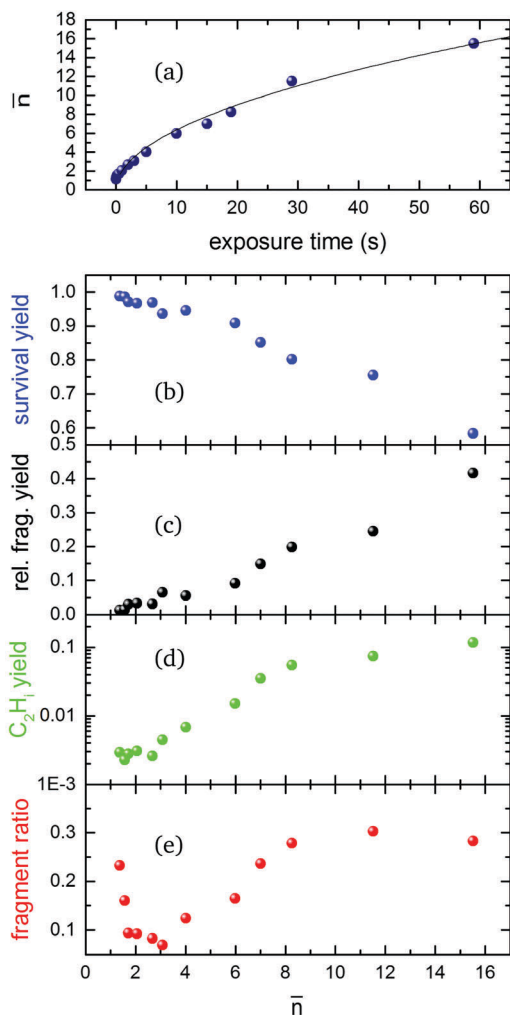 18
16
14
12
10
8
6
4
2
0
n̄
(a)
0 10 20 30 40 50 60
exposure time (s)
1.0
0.9
0.8
0.7
0.6
survival yield
(b)
0.5
0.4
0.3
0.2
0.1
0.0
rel. frag. yield
(c)
0.1
0.01
1E-3
C₂Hᵢ yield
(d)
0.3
0.2
0.1
fragment ratio
(e)
0 2 4 6 8 10 12 14 16
n̄